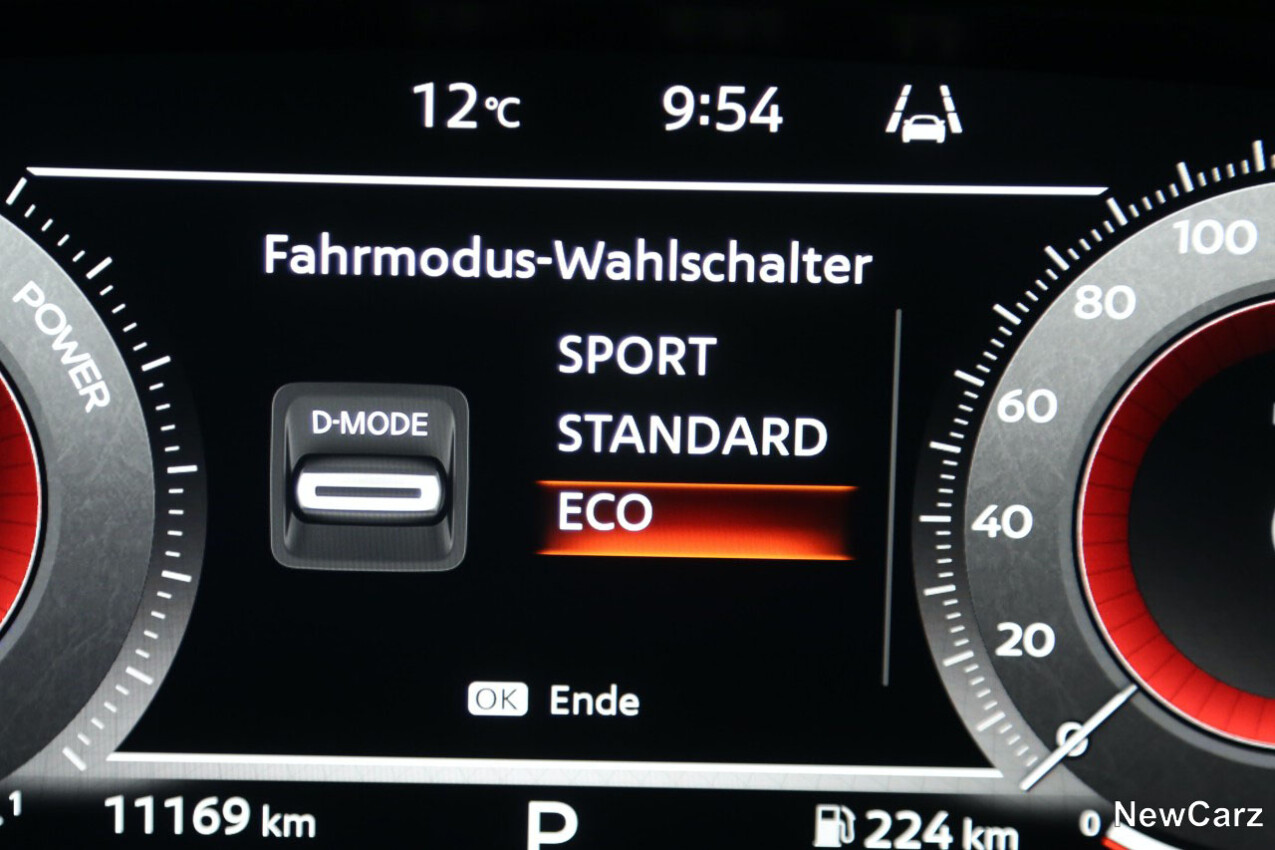 12°C 9:54
Fahrmodus-Wahlschalter
POWER
D-MODE
SPORT
STANDARD
ECO
OK Ende
100
80
60
40
20
0
11169 km P 224 km 0
NewCarz